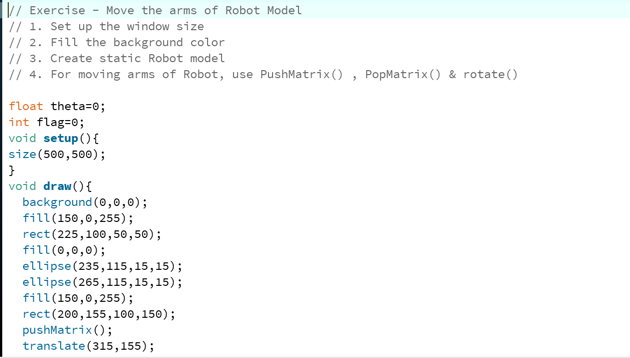 // Exercise - Move the arms of Robot Model
// 1. Set up the window size
// 2. Fill the background color
// 3. Create static Robot model
// 4. For moving arms of Robot, use PushMatrix() , PopMatrix() & rotate()
float theta=0;
int flag=0;
void setup(){
size(500,500);
}
void draw(){
background(0,0,0);
fill(150,0,255);
rect(225,100,50,50);
fill(0,0,0);
ellipse(235,115,15,15);
ellipse(265,115,15,15);
fill(150,0,255);
rect(200,155,100,150);
pushMatrix();
translate(315,155);